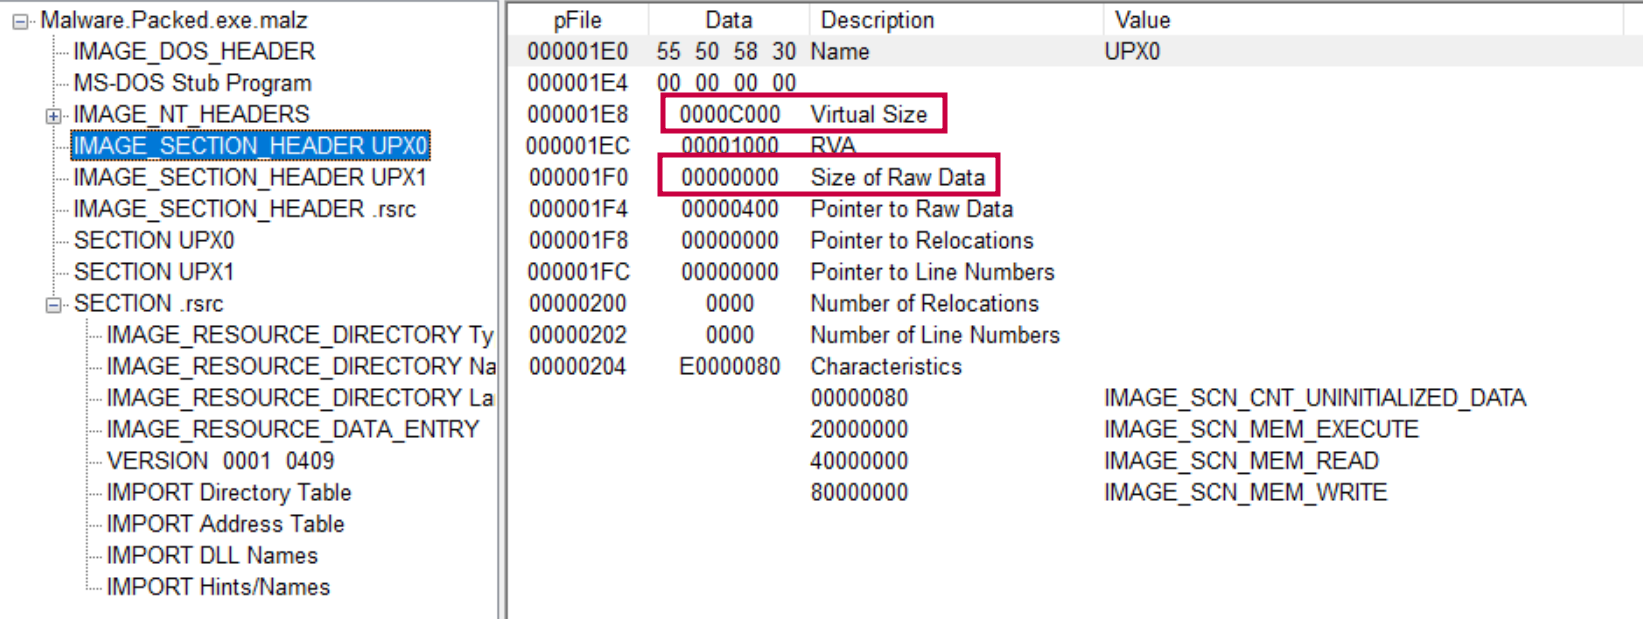 Malware.Packed.exe.malz
IMAGE_DOS_HEADER
MS-DOS Stub Program
IMAGE_NT_HEADERS
IMAGE_SECTION_HEADER UPX0
IMAGE_SECTION_HEADER UPX1
IMAGE_SECTION_HEADER .rsrc
SECTION UPX0
SECTION UPX1
SECTION .rsrc
IMAGE_RESOURCE_DIRECTORY Ty
IMAGE_RESOURCE_DIRECTORY Na
IMAGE_RESOURCE_DIRECTORY La
IMAGE_RESOURCE_DATA_ENTRY
VERSION 0001 0409
IMPORT Directory Table
IMPORT Address Table
IMPORT DLL Names
IMPORT Hints/Names
pFile Data Description Value
000001E0 55 50 58 30 Name UPX0
000001E4 00 00 00 00
000001E8 0000C000 Virtual Size
000001EC 00001000 RVA
000001F0 00000000 Size of Raw Data
000001F4 00000400 Pointer to Raw Data
000001F8 00000000 Pointer to Relocations
000001FC 00000000 Pointer to Line Numbers
00000200 0000 Number of Relocations
00000202 0000 Number of Line Numbers
00000204 E0000080 Characteristics
00000080 IMAGE_SCN_CNT_UNINITIALIZED_DATA
20000000 IMAGE_SCN_MEM_EXECUTE
40000000 IMAGE_SCN_MEM_READ
80000000 IMAGE_SCN_MEM_WRITE